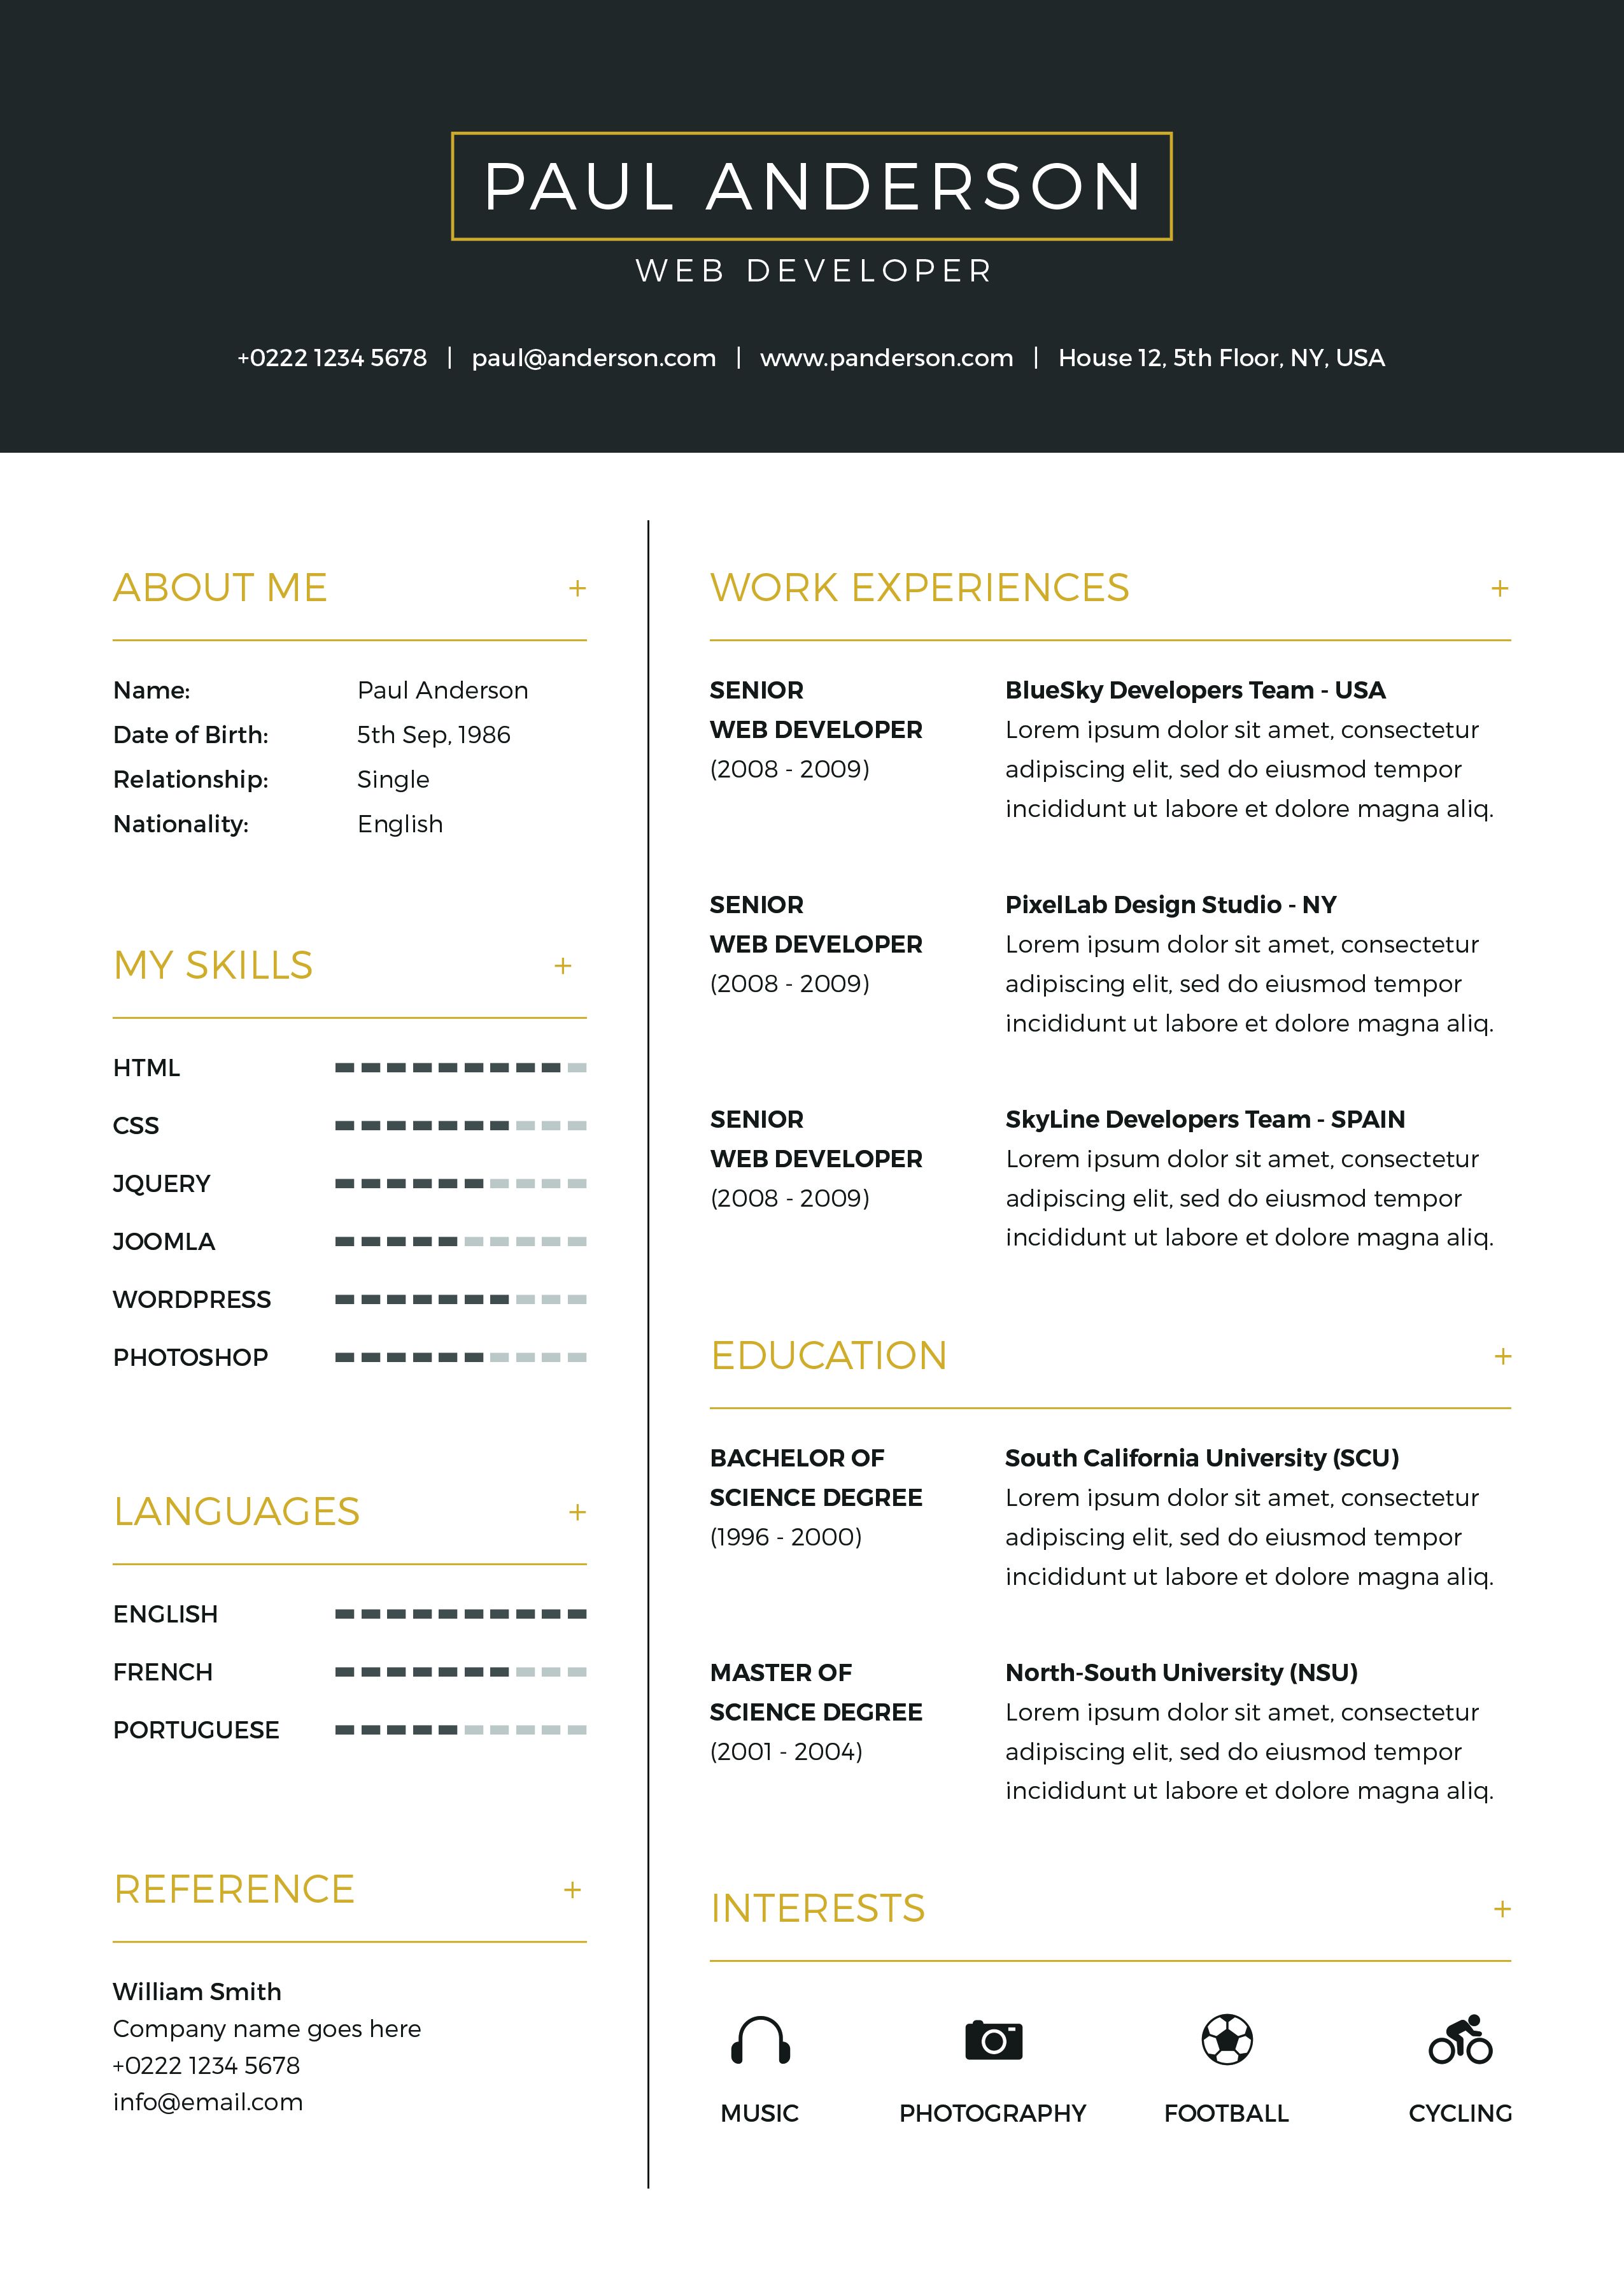 PAUL ANDERSON
WEB DEVELOPER
+0222 1234 5678 | paul@anderson.com | www.panderson.com | House 12, 5th Floor, NY, USA
ABOUT ME +
Name: Paul Anderson
Date of Birth: 5th Sep, 1986
Relationship: Single
Nationality: English
MY SKILLS +
HTML
CSS
JQUERY
JOOMLA
WORDPRESS
PHOTOSHOP
LANGUAGES +
ENGLISH
FRENCH
PORTUGUESE
REFERENCE +
William Smith
Company name goes here
+0222 1234 5678
info@email.com
WORK EXPERIENCES +
SENIOR
WEB DEVELOPER
(2008 - 2009)
BlueSky Developers Team - USA
Lorem ipsum dolor sit amet, consectetur
adipiscing elit, sed do eiusmod tempor
incididunt ut labore et dolore magna aliq.
SENIOR
WEB DEVELOPER
(2008 - 2009)
PixelLab Design Studio - NY
Lorem ipsum dolor sit amet, consectetur
adipiscing elit, sed do eiusmod tempor
incididunt ut labore et dolore magna aliq.
SENIOR
WEB DEVELOPER
(2008 - 2009)
SkyLine Developers Team - SPAIN
Lorem ipsum dolor sit amet, consectetur
adipiscing elit, sed do eiusmod tempor
incididunt ut labore et dolore magna aliq.
EDUCATION +
BACHELOR OF
SCIENCE DEGREE
(1996 - 2000)
South California University (SCU)
Lorem ipsum dolor sit amet, consectetur
adipiscing elit, sed do eiusmod tempor
incididunt ut labore et dolore magna aliq.
MASTER OF
SCIENCE DEGREE
(2001 - 2004)
North-South University (NSU)
Lorem ipsum dolor sit amet, consectetur
adipiscing elit, sed do eiusmod tempor
incididunt ut labore et dolore magna aliq.
INTERESTS +
MUSIC PHOTOGRAPHY FOOTBALL CYCLING